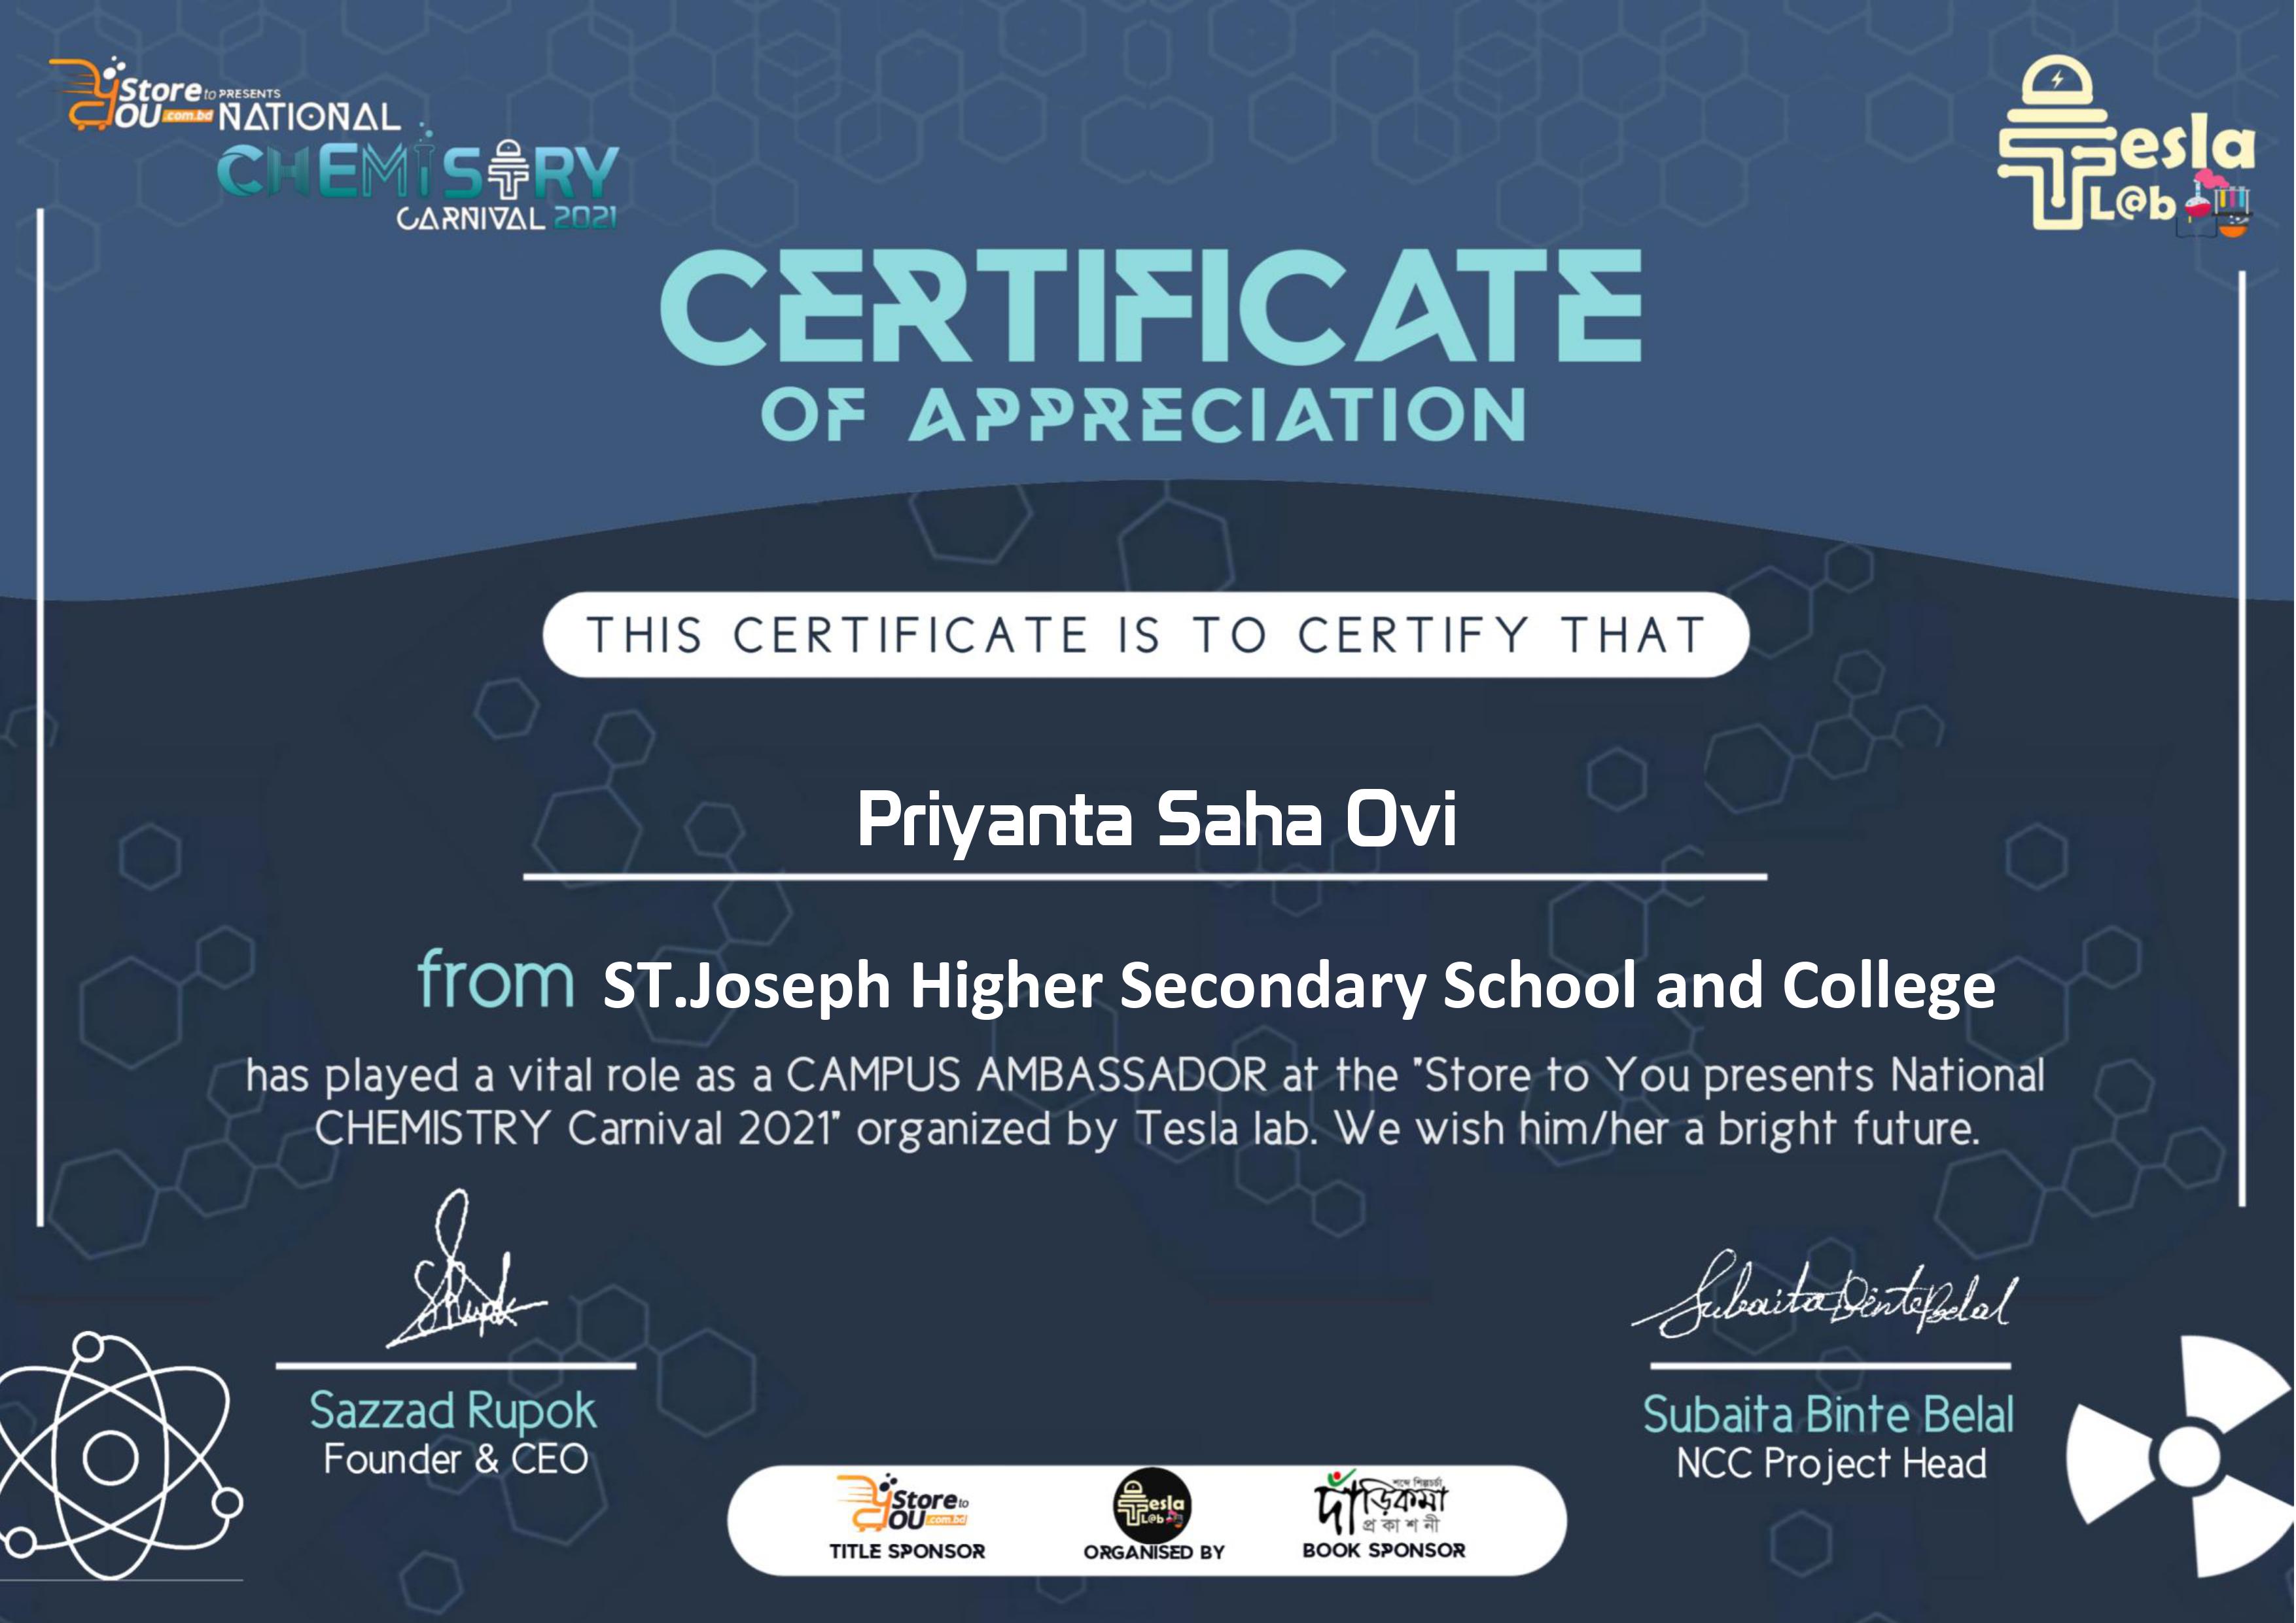 Store to YOU .com.bd PRESENTS
NATIONAL
CHEMISTRY
CARNIVAL 2021
Tesla
L@b
CERTIFICATE
OF APPRECIATION
THIS CERTIFICATE IS TO CERTIFY THAT
Priyanta Saha Ovi
from ST.Joseph Higher Secondary School and College
has played a vital role as a CAMPUS AMBASSADOR at the "Store to You presents National
CHEMISTRY Carnival 2021" organized by Tesla lab. We wish him/her a bright future.
Subaita Binte Belal
Sazzad Rupok
Founder & CEO
Subaita Binte Belal
NCC Project Head
Store to YOU .com.bd
TITLE SPONSOR
Tesla L@b
ORGANISED BY
শব্দে শিল্পচর্চা
দাঁড়িকমা
প্রকাশনী
BOOK SPONSOR